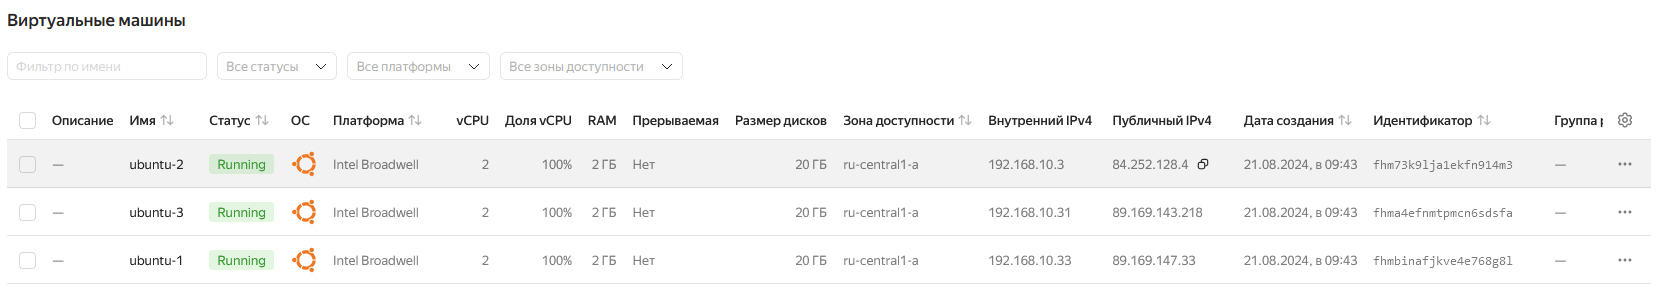 Виртуальные машины
Фильтр по имени Все статусы Все платформы Все зоны доступности
Описание Имя Статус ОС Платформа vCPU Доля vCPU RAM Прерываемая Размер дисков Зона доступности Внутренний IPv4 Публичный IPv4 Дата создания Идентификатор Группа р
— ubuntu-2 Running Intel Broadwell 2 100% 2 ГБ Нет 20 ГБ ru-central1-a 192.168.10.3 84.252.128.4 21.08.2024, в 09:43 fhm73k9lja1ekfn914m3 —
— ubuntu-3 Running Intel Broadwell 2 100% 2 ГБ Нет 20 ГБ ru-central1-a 192.168.10.31 89.169.143.218 21.08.2024, в 09:43 fhma4efnmtpmcn6sdsfa —
— ubuntu-1 Running Intel Broadwell 2 100% 2 ГБ Нет 20 ГБ ru-central1-a 192.168.10.33 89.169.147.33 21.08.2024, в 09:43 fhmbinafjkve4e768g8l —